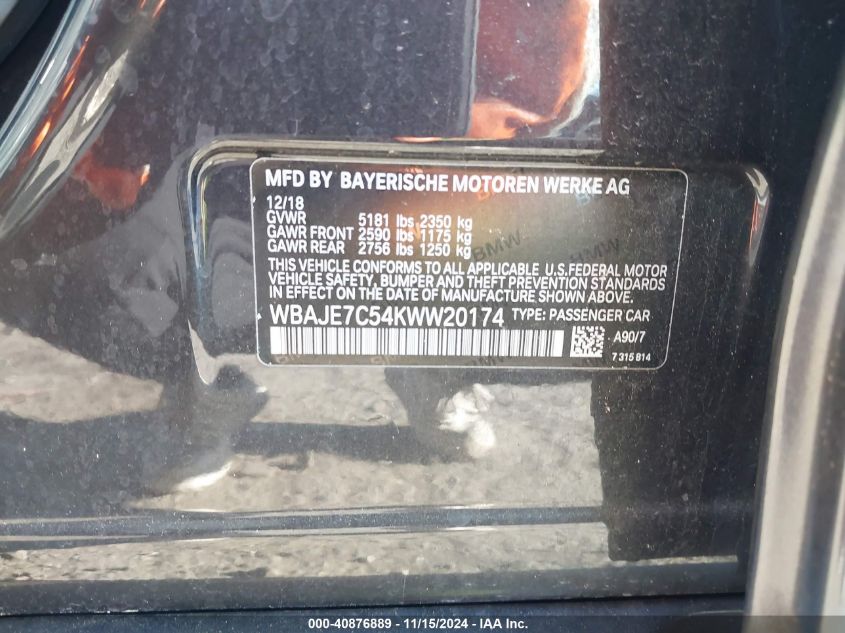 MFD BY BAYERISCHE MOTOREN WERKE AG
12/18
GVWR 5181 lbs 2350 kg
GAWR FRONT 2590 lbs 1175 kg
GAWR REAR 2756 lbs 1250 kg
THIS VEHICLE CONFORMS TO ALL APPLICABLE U.S.FEDERAL MOTOR
VEHICLE SAFETY, BUMPER AND THEFT PREVENTION STANDARDS
IN EFFECT ON THE DATE OF MANUFACTURE SHOWN ABOVE.
WBAJE7C54KWW20174 TYPE: PASSENGER CAR
A90/7
7 315 814
000-40876889 - 11/15/2024 - IAA Inc.